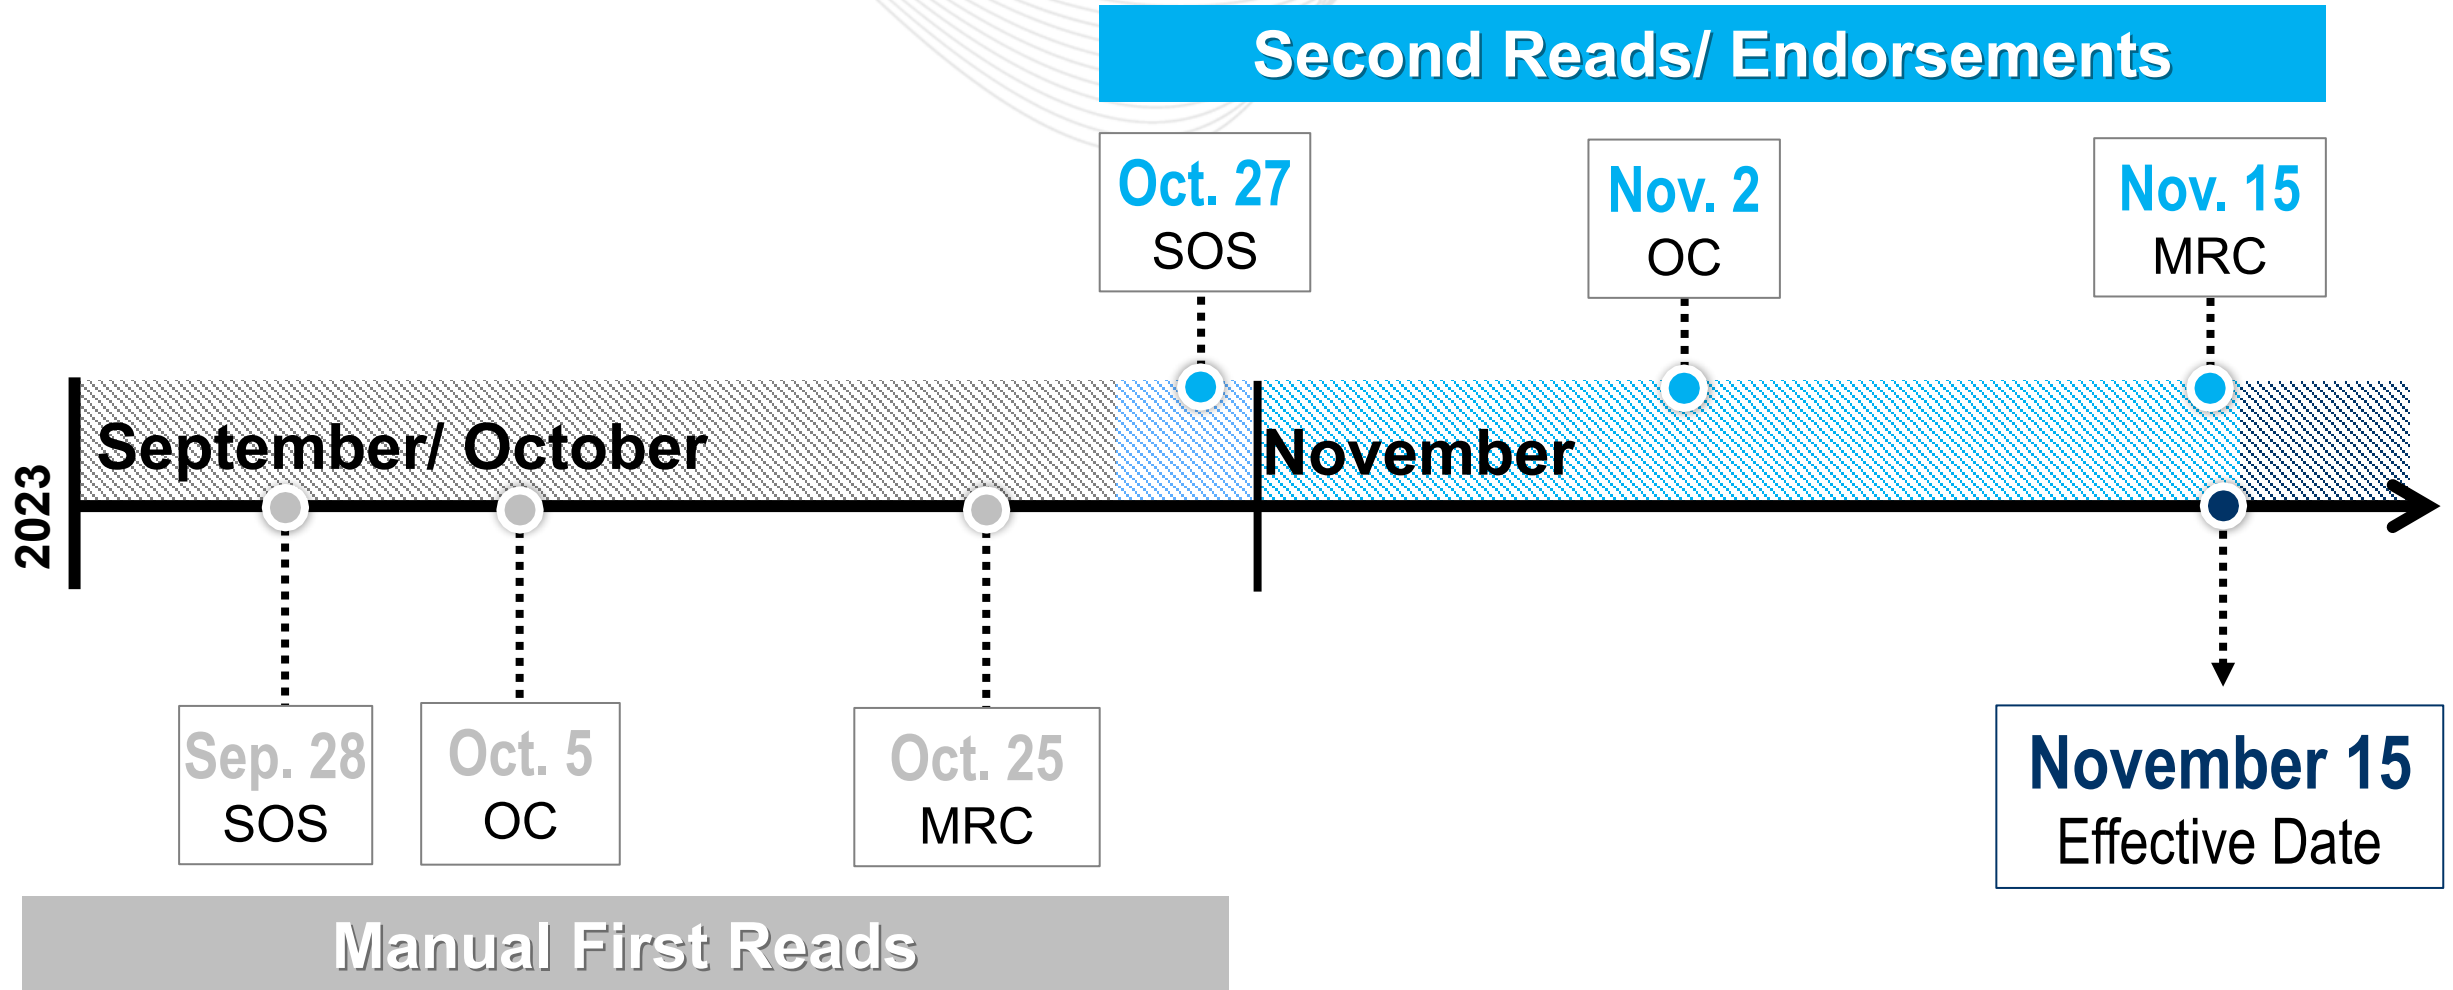 Second Reads/ Endorsements
Oct. 27
SOS
Nov. 2
OC
Nov. 15
MRC
2023
September/ October
November
Sep. 28
SOS
Oct. 5
OC
Oct. 25
MRC
November 15
Effective Date
Manual First Reads